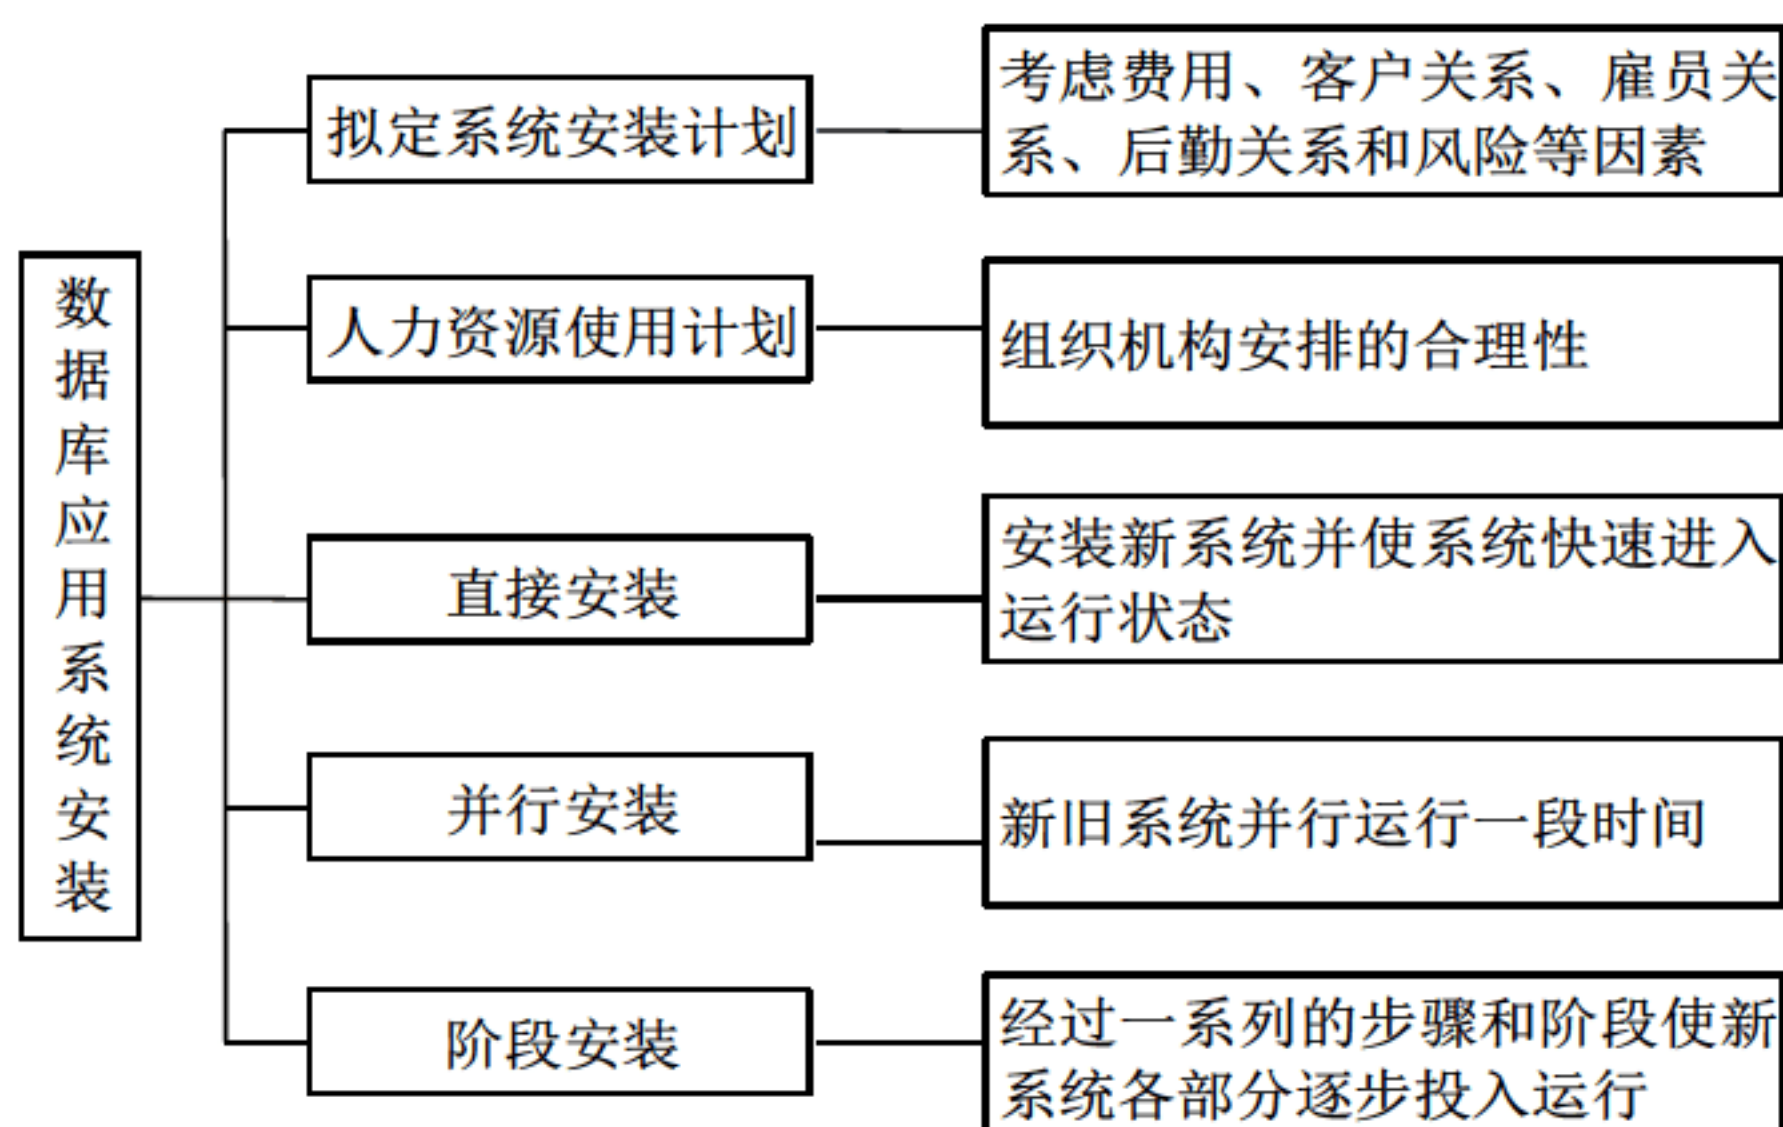 数据库应用系统安装
拟定系统安装计划
考虑费用、客户关系、雇员关
系、后勤关系和风险等因素
人力资源使用计划
组织机构安排的合理性
直接安装
安装新系统并使系统快速进入
运行状态
并行安装
新旧系统并行运行一段时间
阶段安装
经过一系列的步骤和阶段使新
系统各部分逐步投入运行